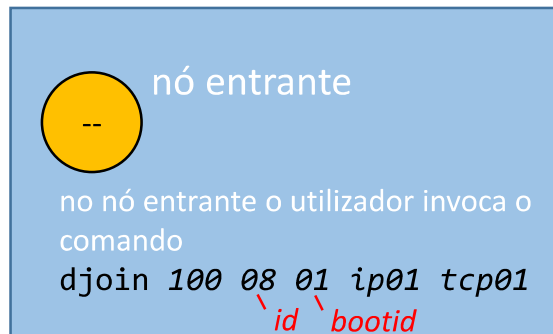 nó entrante
--
no nó entrante o utilizador invoca o
comando
djoin 100 08 01 ip01 tcp01
id bootid